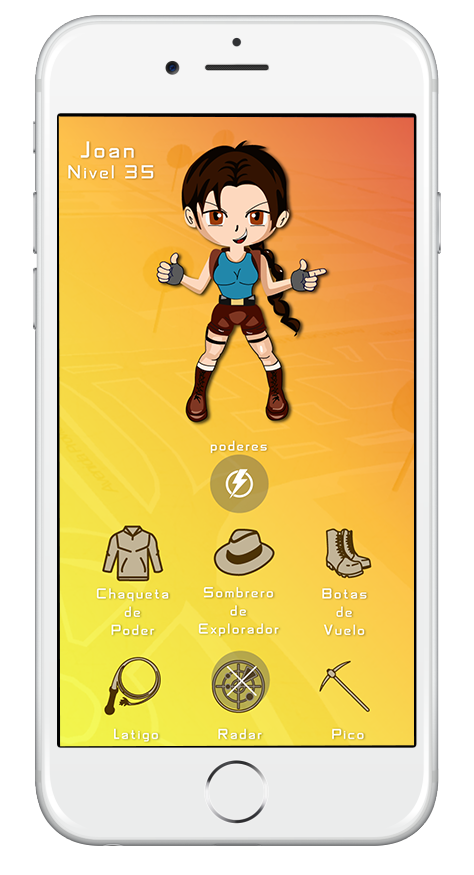 Joan
Nivel 35
poderes
Chaqueta
de
Poder
Sombrero
de
Explorador
Botas
de
Vuelo
Latigo
Radar
Pico